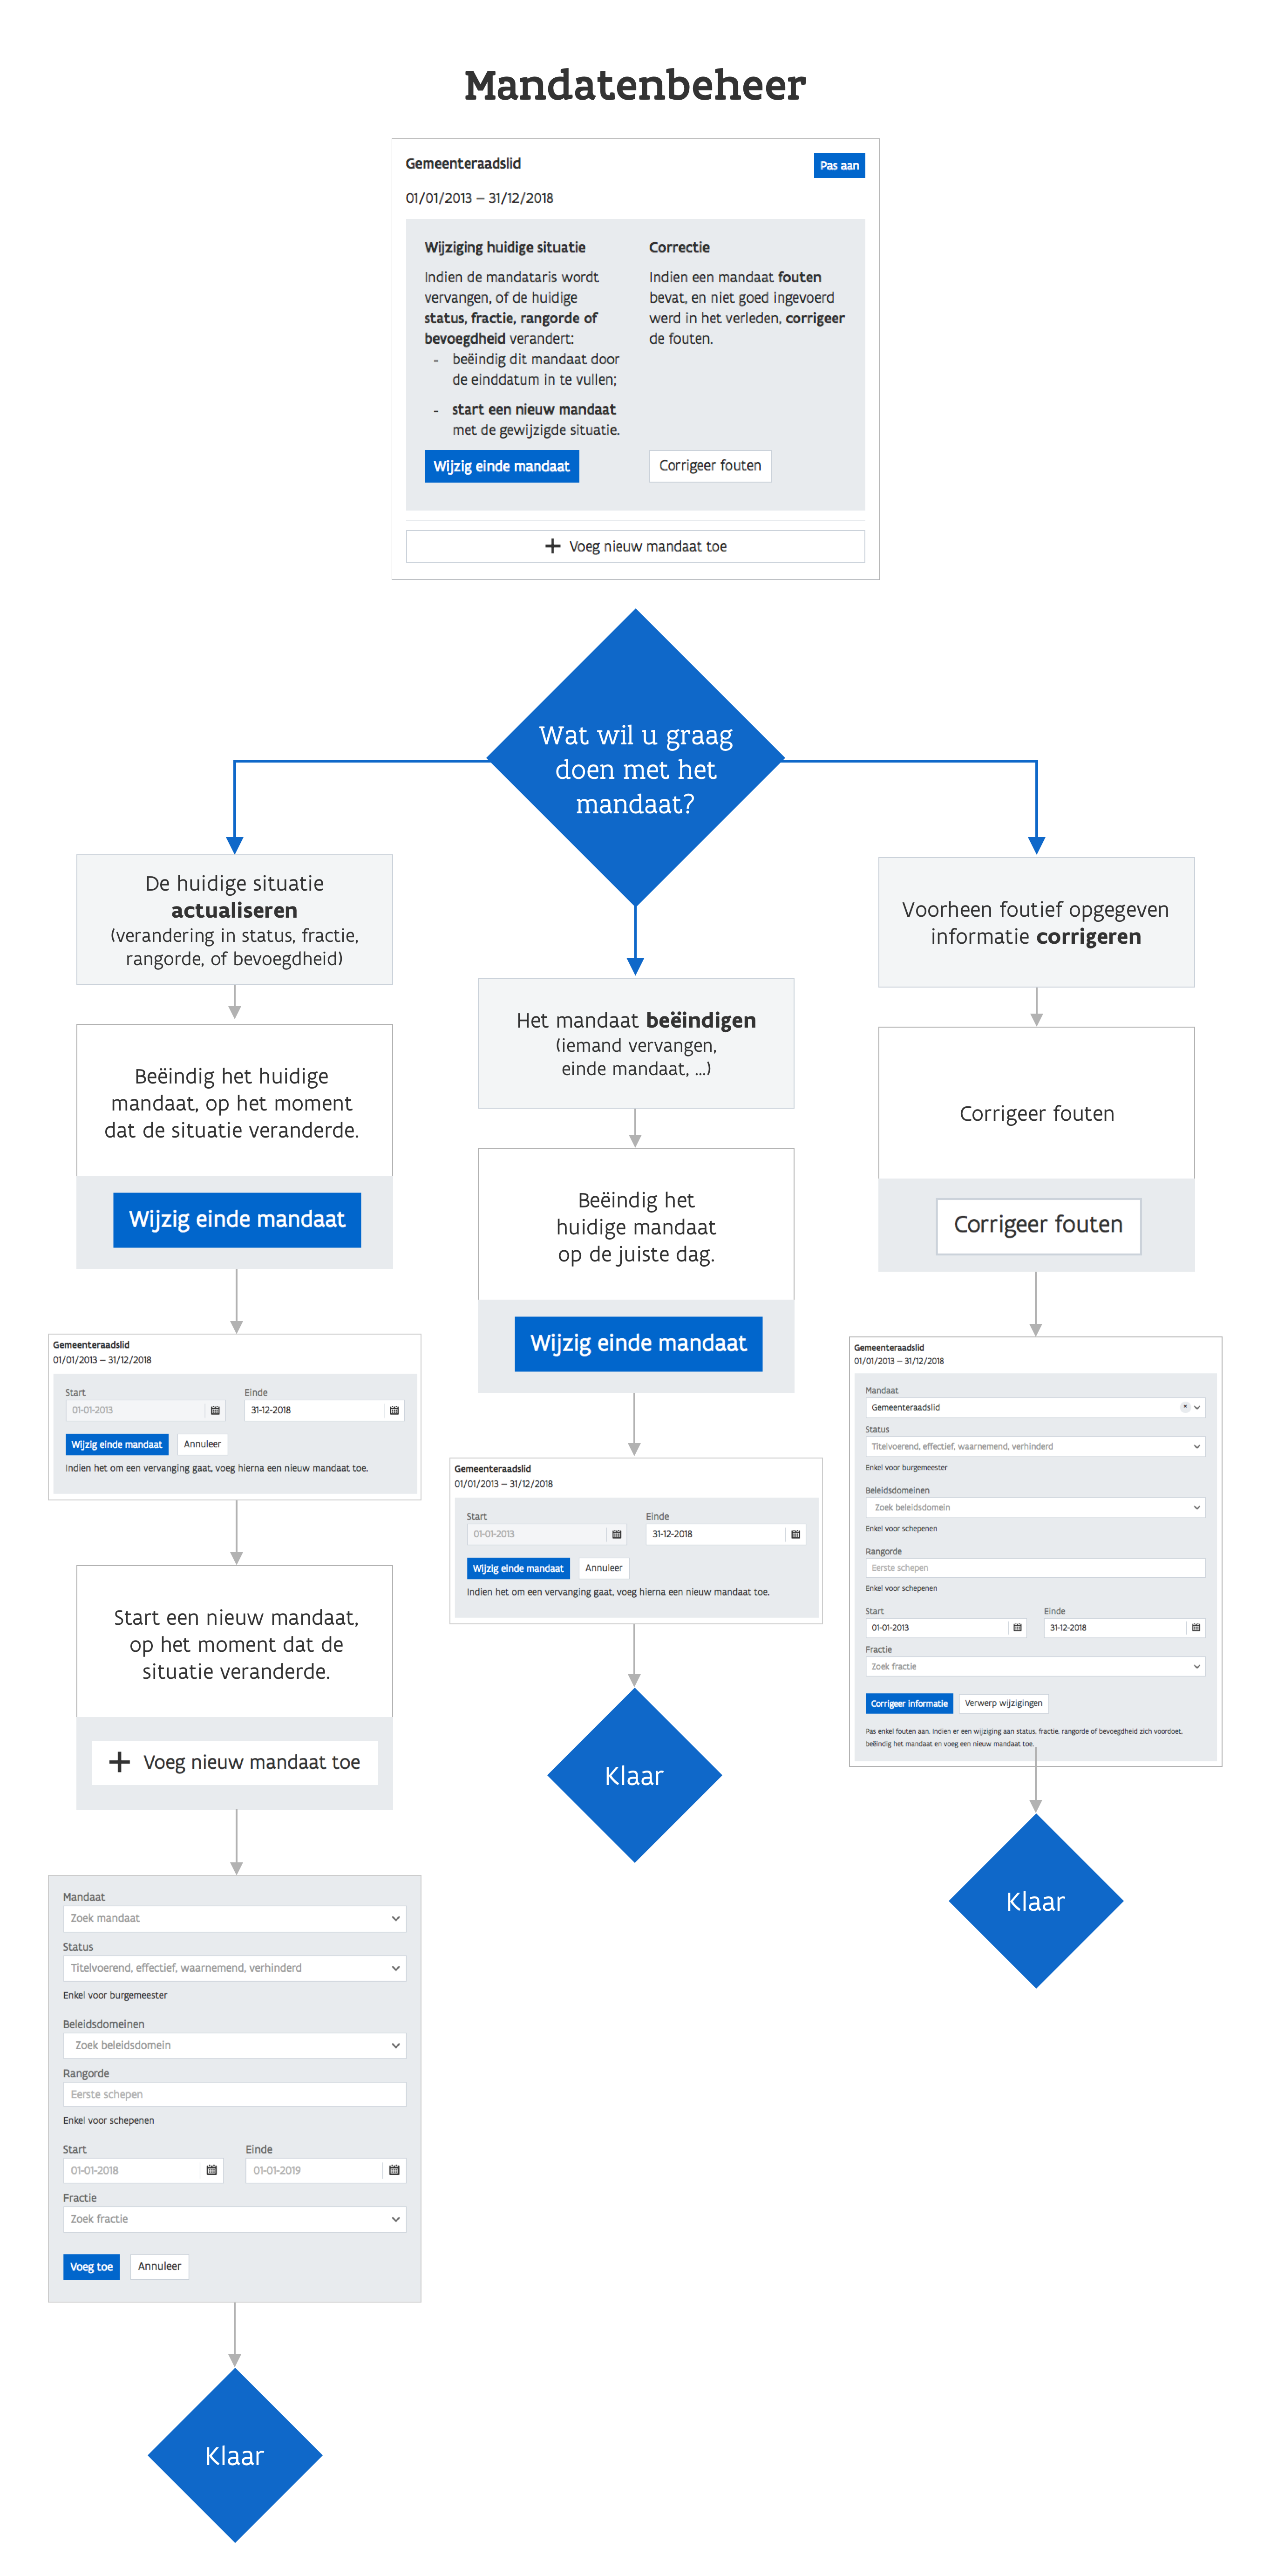 Mandatenbeheer
Gemeenteraadslid
Pas aan
01/01/2013 – 31/12/2018
Wijziging huidige situatie
Indien de mandataris wordt
vervangen, of de huidige
status, fractie, rangorde of
bevoegdheid verandert:
- beëindig dit mandaat door
de einddatum in te vullen;
- start een nieuw mandaat
met de gewijzigde situatie.
Wijzig einde mandaat
Correctie
Indien een mandaat fouten
bevat, en niet goed ingevoerd
werd in het verleden, corrigeer
de fouten.
Corrigeer fouten
+ Voeg nieuw mandaat toe
Wat wil u graag
doen met het
mandaat?
De huidige situatie
actualiseren
(verandering in status, fractie,
rangorde, of bevoegdheid)
Beëindig het huidige
mandaat, op het moment
dat de situatie veranderde.
Wijzig einde mandaat
Gemeenteraadslid
01/01/2013 – 31/12/2018
Start Einde
01-01-2013 31-12-2018
Wijzig einde mandaat Annuleer
Indien het om een vervanging gaat, voeg hierna een nieuw mandaat toe.
Start een nieuw mandaat,
op het moment dat de
situatie veranderde.
+ Voeg nieuw mandaat toe
Mandaat
Zoek mandaat
Status
Titelvoerend, effectief, waarnemend, verhinderd
Enkel voor burgemeester
Beleidsdomeinen
Zoek beleidsdomein
Rangorde
Eerste schepen
Enkel voor schepenen
Start Einde
01-01-2018 01-01-2019
Fractie
Zoek fractie
Voeg toe Annuleer
Klaar
Het mandaat beëindigen
(iemand vervangen,
einde mandaat, ...)
Beëindig het
huidige mandaat
op de juiste dag.
Wijzig einde mandaat
Gemeenteraadslid
01/01/2013 – 31/12/2018
Start Einde
01-01-2013 31-12-2018
Wijzig einde mandaat Annuleer
Indien het om een vervanging gaat, voeg hierna een nieuw mandaat toe.
Klaar
Voorheen foutief opgegeven
informatie corrigeren
Corrigeer fouten
Corrigeer fouten
Gemeenteraadslid
01/01/2013 – 31/12/2018
Mandaat
Gemeenteraadslid
Status
Titelvoerend, effectief, waarnemend, verhinderd
Enkel voor burgemeester
Beleidsdomeinen
Zoek beleidsdomein
Enkel voor schepenen
Rangorde
Eerste schepen
Enkel voor schepenen
Start Einde
01-01-2013 31-12-2018
Fractie
Zoek fractie
Corrigeer informatie Verwerp wijzigingen
Pas enkel fouten aan. Indien er een wijziging aan status, fractie, rangorde of bevoegdheid zich voordoet,
beëindig het mandaat en voeg een nieuw mandaat toe.
Klaar